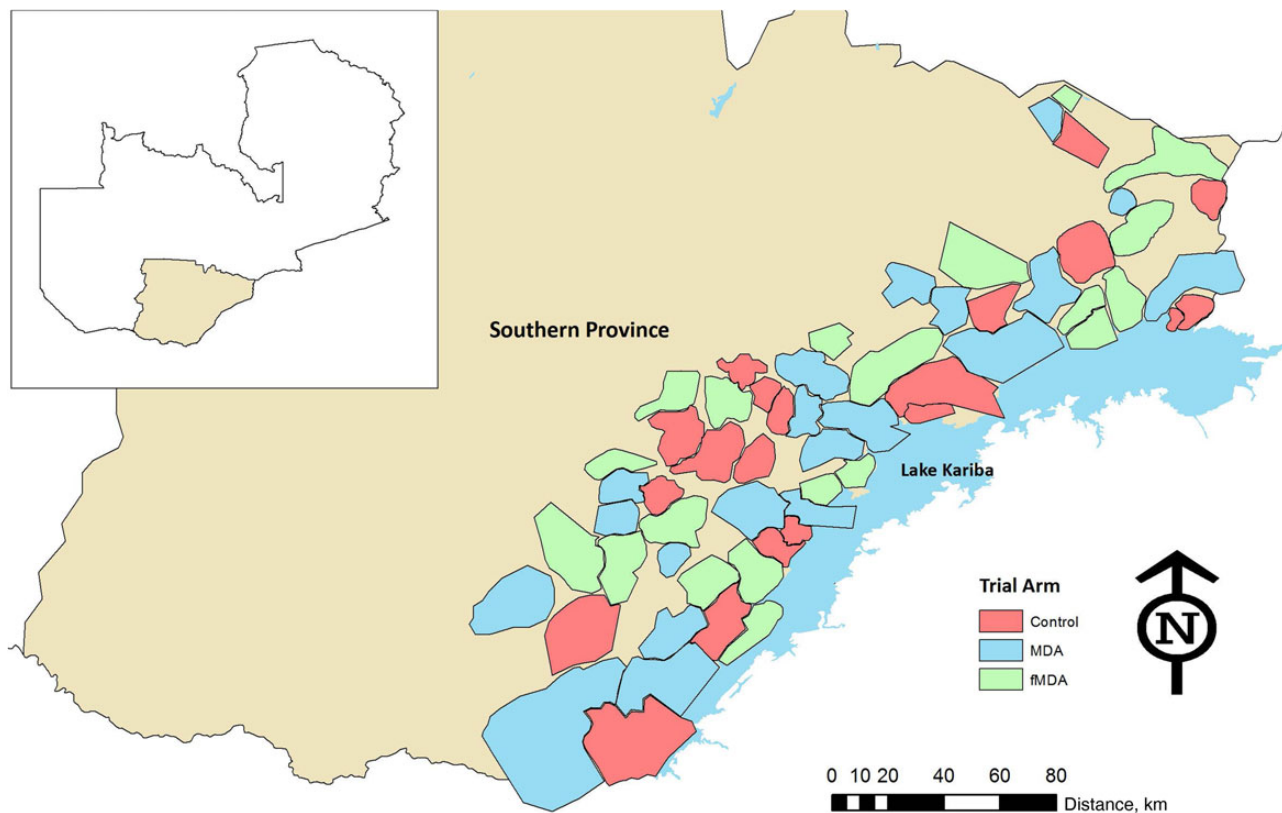 Southern Province
Lake Kariba
Trial Arm
Control
MDA
fMDA
N
0 10 20 40 60 80
Distance, km